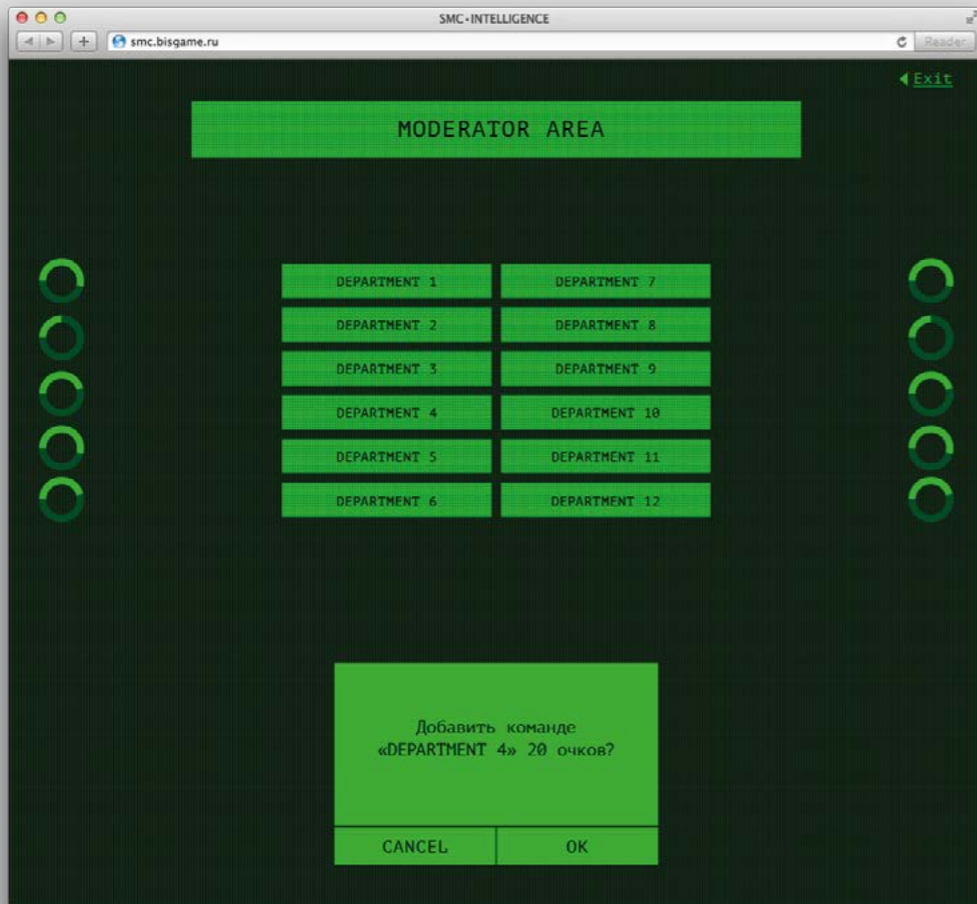 SMC-INTELLIGENCE
smc.bisgame.ru
Reader
Exit
MODERATOR AREA
DEPARTMENT 1
DEPARTMENT 7
DEPARTMENT 2
DEPARTMENT 8
DEPARTMENT 3
DEPARTMENT 9
DEPARTMENT 4
DEPARTMENT 10
DEPARTMENT 5
DEPARTMENT 11
DEPARTMENT 6
DEPARTMENT 12
Добавить команде
«DEPARTMENT 4» 20 очков?
CANCEL
OK